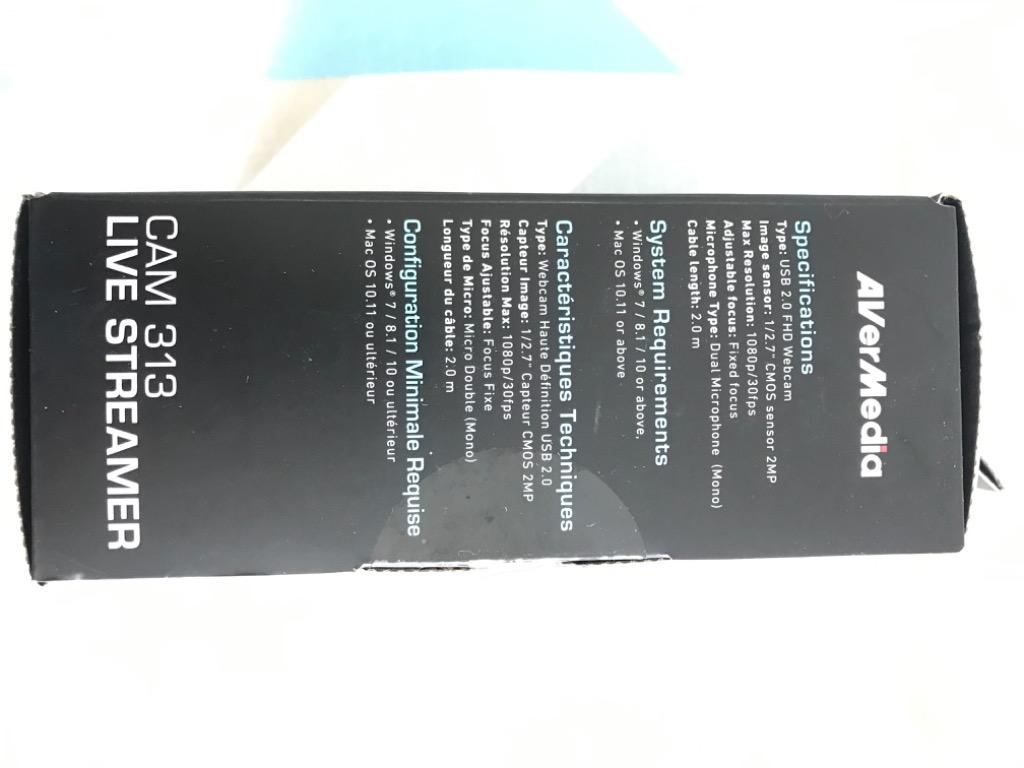 AVerMedia
Specifications
Type: USB 2.0 FHD Webcam
Image sensor: 1/2.7" CMOS sensor 2MP
Max Resolution: 1080p/30fps
Adjustable focus: Fixed focus
Microphone Type: Dual Microphone (Mono)
Cable length: 2.0 m
System Requirements
• Windows® 7 / 8.1 / 10 or above,
• Mac OS 10.11 or above
Caractéristiques Techniques
Type: Webcam Haute Définition USB 2.0
Capteur Image: 1/2.7" Capteur CMOS 2MP
Résolution Max: 1080p/30fps
Focus Ajustable: Focus Fixe
Type de Micro: Micro Double (Mono)
Longueur du câble: 2.0 m
Configuration Minimale Requise
• Windows® 7 / 8.1 / 10 ou ultérieur
• Mac OS 10.11 ou ultérieur
CAM 313
LIVE STREAMER